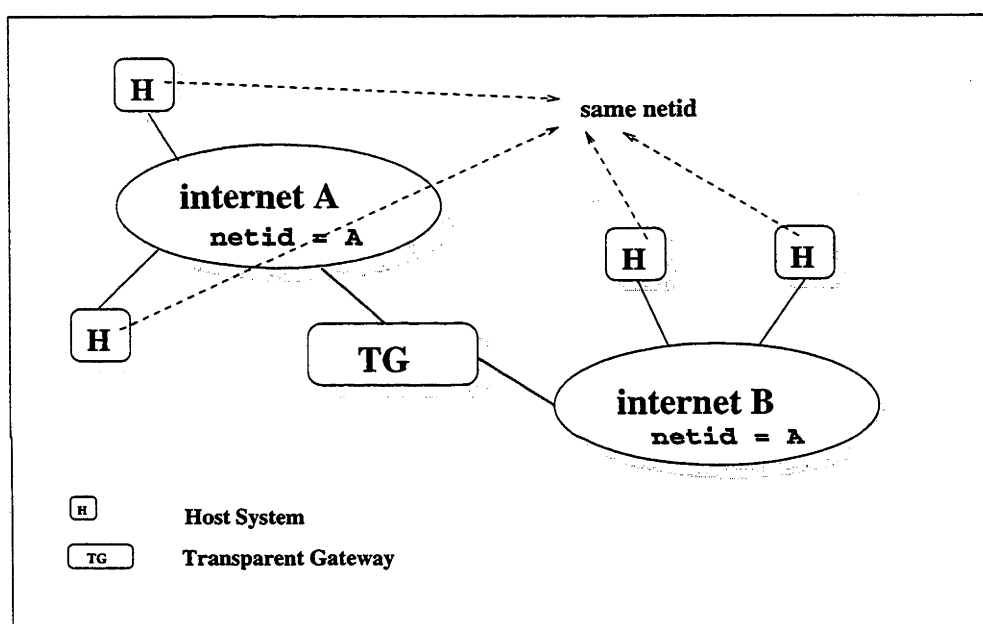 H
same netid
internet A
netid = A
H
H
H
TG
internet B
netid = A
H
Host System
TG
Transparent Gateway